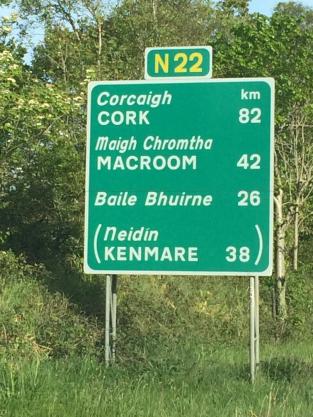 N22
Corcaigh km
CORK 82
Maigh Chromtha
MACROOM 42
Baile Bhuirne 26
(Neidín
KENMARE 38)